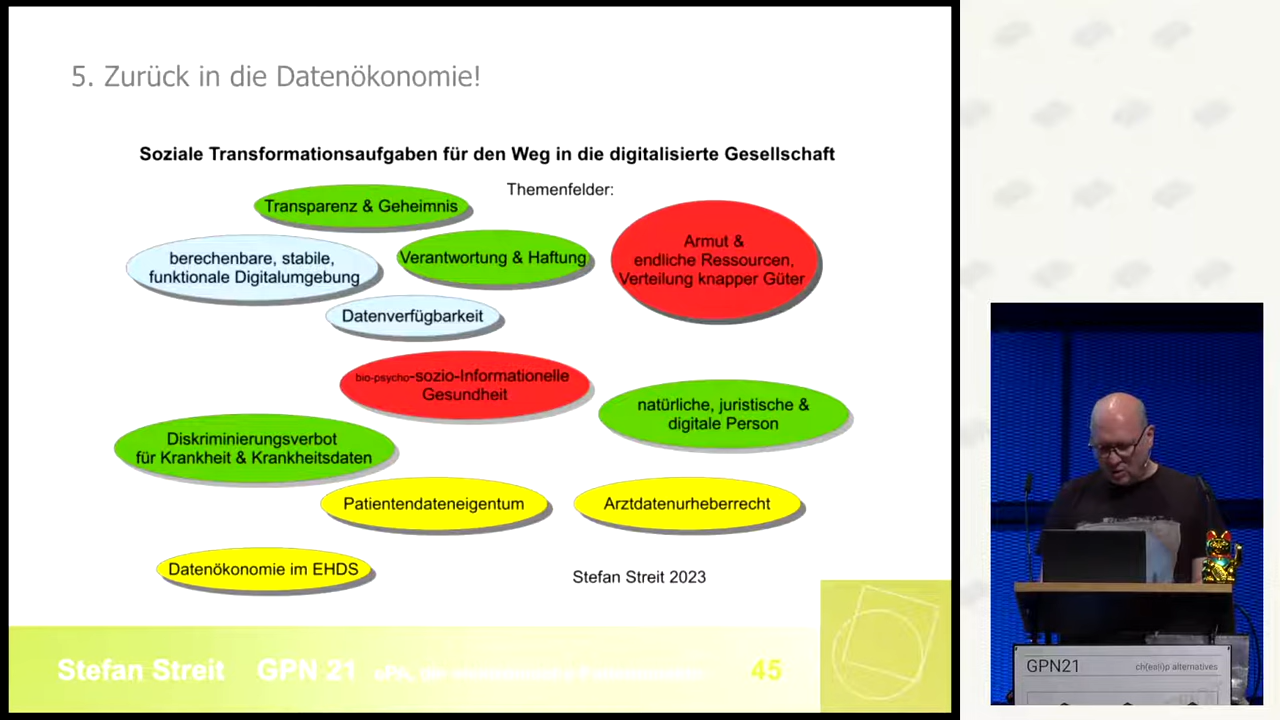 5. Zurück in die Datenökonomie!
Soziale Transformationsaufgaben für den Weg in die digitalisierte Gesellschaft
Themenfelder:
Transparenz & Geheimnis
berechenbare, stabile,
funktionale Digitalumgebung
Verantwortung & Haftung
Armut &
endliche Ressourcen,
Verteilung knapper Güter
Datenverfügbarkeit
bio-psycho-sozio-Informationelle
Gesundheit
natürliche, juristische &
digitale Person
Diskriminierungsverbot
für Krankheit & Krankheitsdaten
Patientendateneigentum
Arztdatenurheberrecht
Datenökonomie im EHDS
Stefan Streit 2023
Stefan Streit GPN 21 45
GPN21 ch(ea(i)p alternatives